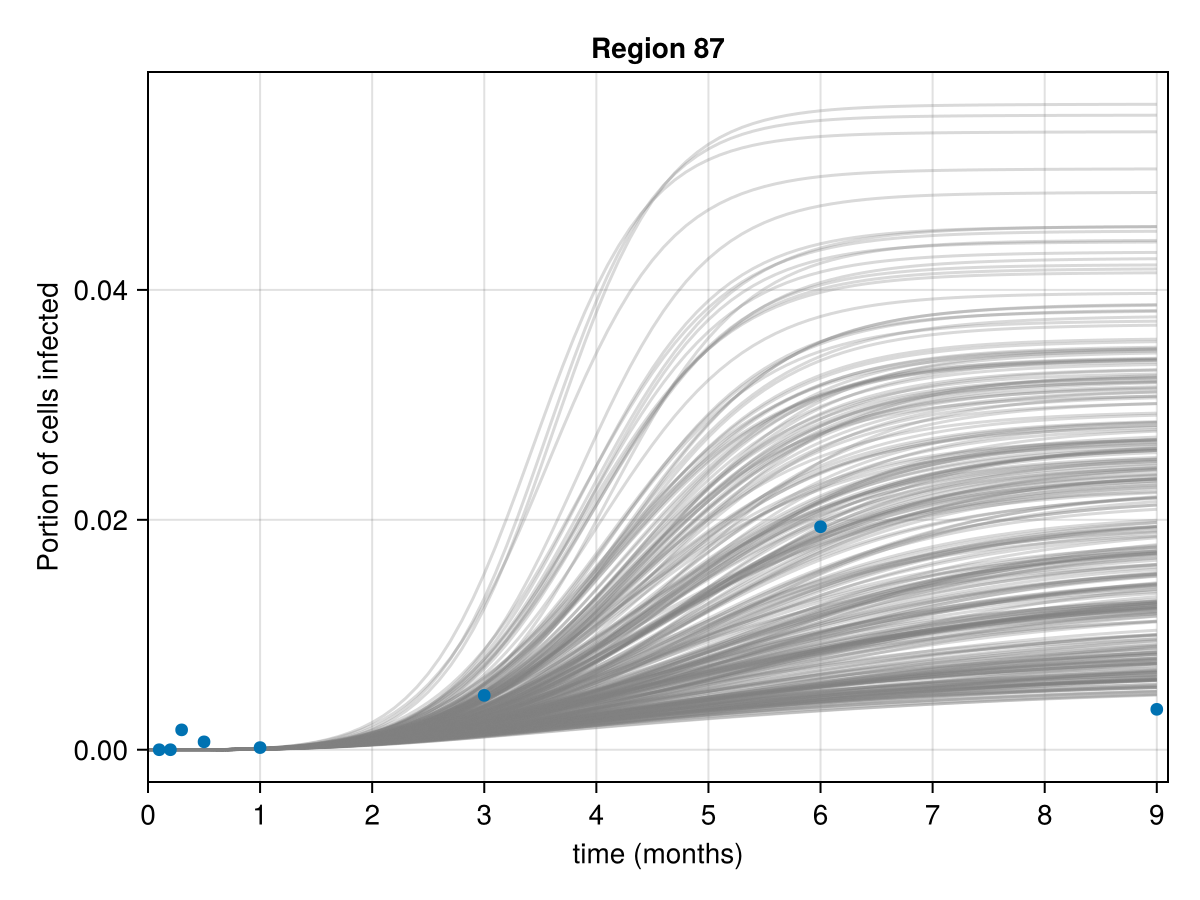 Region 87
Portion of cells infected
0.04
0.02
0.00
0 1 2 3 4 5 6 7 8 9
time (months)